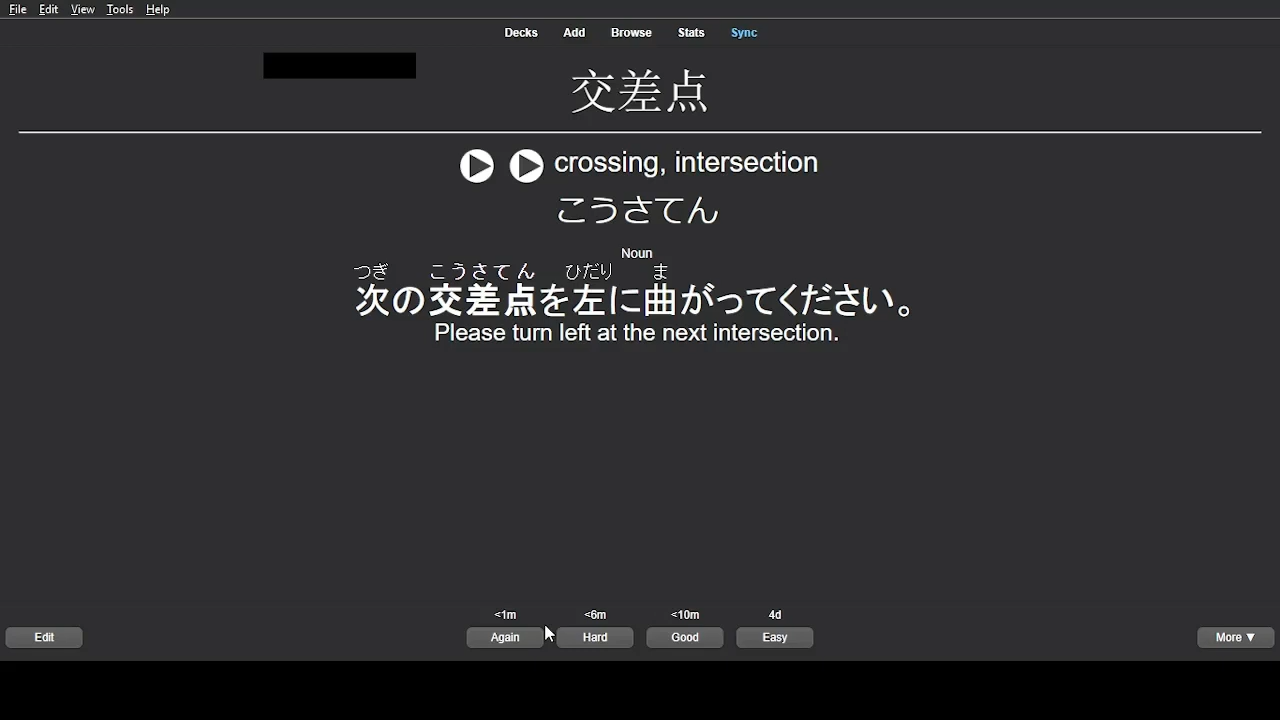 File Edit View Tools Help
Decks Add Browse Stats Sync
交差点
crossing, intersection
こうさてん
Noun
つぎ こうさてん ひだり ま
次の交差点を左に曲がってください。
Please turn left at the next intersection.
<1m <6m <10m 4d
Edit Again Hard Good Easy More ▼